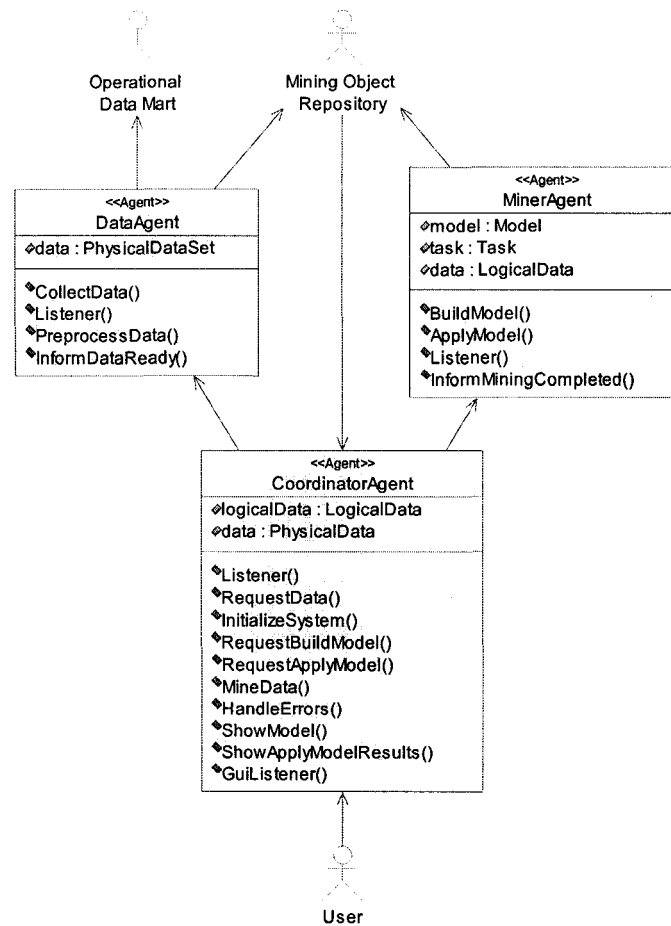 Operational
Data Mart
Mining Object
Repository
<<Agent>>
DataAgent
data : PhysicalDataSet
CollectData()
Listener()
PreprocessData()
InformDataReady()
<<Agent>>
MinerAgent
model : Model
task : Task
data : LogicalData
BuildModel()
ApplyModel()
Listener()
InformMiningCompleted()
<<Agent>>
CoordinatorAgent
logicalData : LogicalData
data : PhysicalData
Listener()
RequestData()
InitializeSystem()
RequestBuildModel()
RequestApplyModel()
MineData()
HandleErrors()
ShowModel()
ShowApplyModelResults()
GuiListener()
User